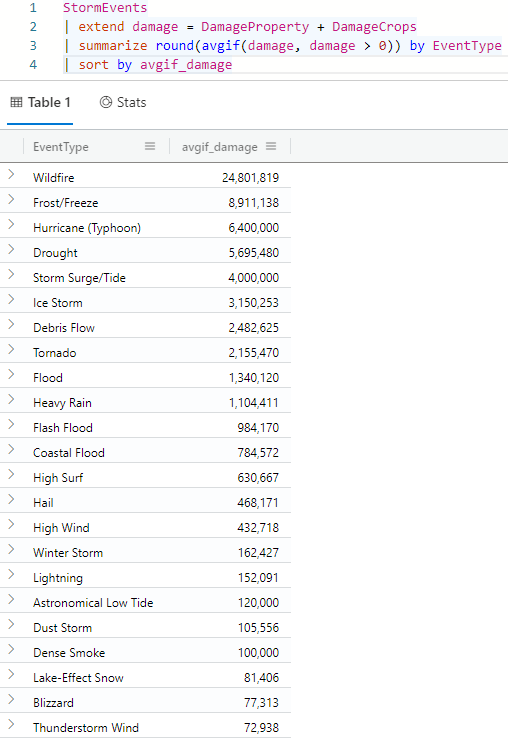 1 StormEvents
2 | extend damage = DamageProperty + DamageCrops
3 | summarize round(avgif(damage, damage > 0)) by EventType
4 | sort by avgif_damage
Table 1 Stats
EventType avgif_damage
Wildfire 24,801,819
Frost/Freeze 8,911,138
Hurricane (Typhoon) 6,400,000
Drought 5,695,480
Storm Surge/Tide 4,000,000
Ice Storm 3,150,253
Debris Flow 2,482,625
Tornado 2,155,470
Flood 1,340,120
Heavy Rain 1,104,411
Flash Flood 984,170
Coastal Flood 784,572
High Surf 630,667
Hail 468,171
High Wind 432,718
Winter Storm 162,427
Lightning 152,091
Astronomical Low Tide 120,000
Dust Storm 105,556
Dense Smoke 100,000
Lake-Effect Snow 81,406
Blizzard 77,313
Thunderstorm Wind 72,938